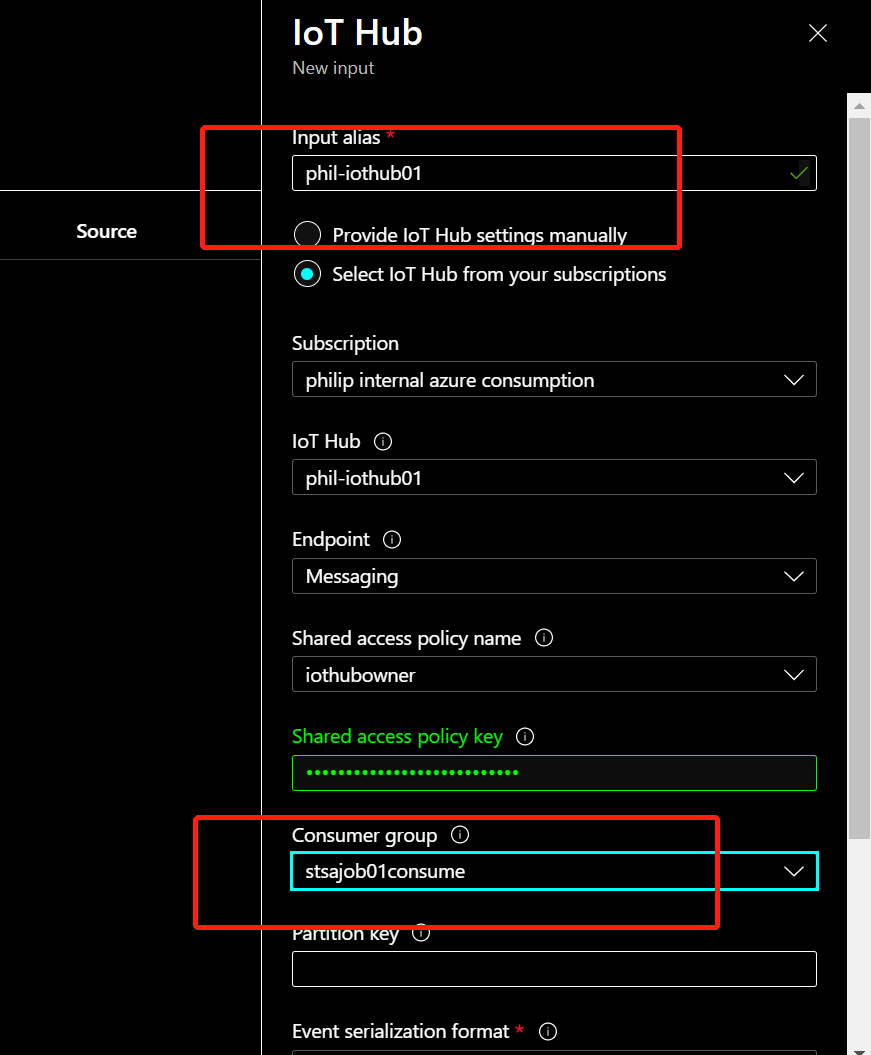 IoT Hub
New input
Input alias *
phil-iothub01
Source
Provide IoT Hub settings manually
Select IoT Hub from your subscriptions
Subscription
philip internal azure consumption
IoT Hub
phil-iothub01
Endpoint
Messaging
Shared access policy name
iothubowner
Shared access policy key
•••••••••••••••••••••••••••
Consumer group
stsajob01consume
Partition key
Event serialization format *